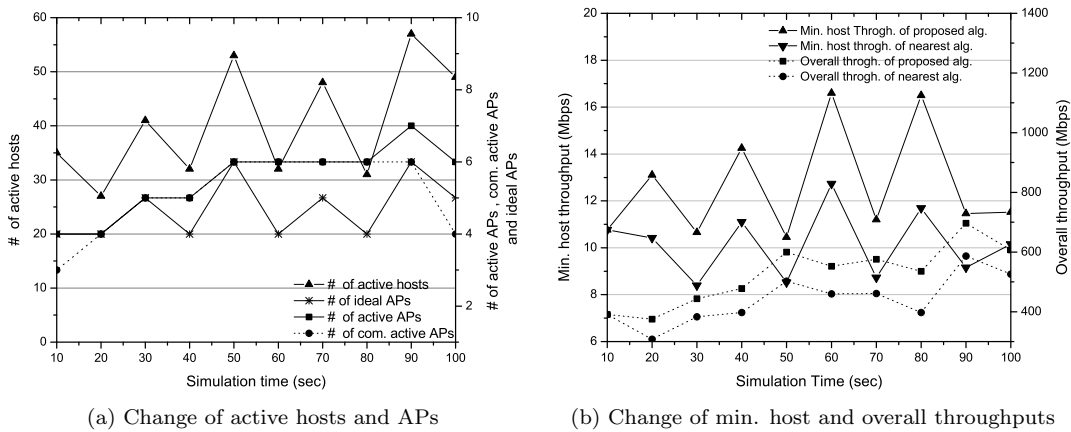 60
50
40
30
20
10
0
10
8
6
4
2
# of active hosts
# of active APs , com. active APs
and ideal APs
# of active hosts
# of ideal APs
# of active APs
# of com. active APs
10 20 30 40 50 60 70 80 90 100
Simulation time (sec)
(a) Change of active hosts and APs
20
18
16
14
12
10
8
6
1400
1200
1000
800
600
400
Min. host throughput (Mbps)
Overall throughput (Mbps)
Min. host Throgh. of proposed alg.
Min. host through. of nearest alg.
Overall throgh. of proposed alg.
Overall throgh. of nearest alg.
10 20 30 40 50 60 70 80 90 100
Simulation Time (sec)
(b) Change of min. host and overall throughputs